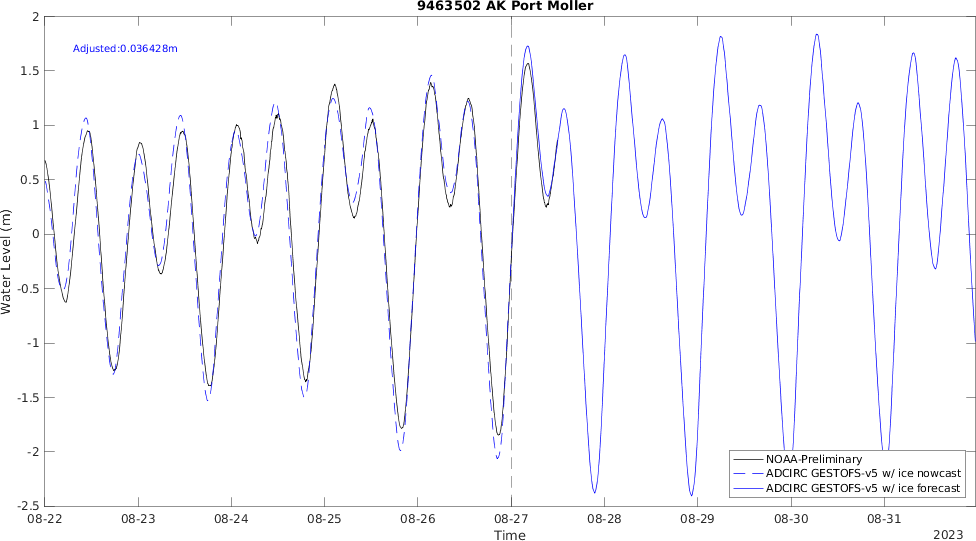 9463502 AK Port Moller
Adjusted:0.036428m
2
1.5
1
0.5
0
-0.5
-1
-1.5
-2
-2.5
Water Level (m)
NOAA-Preliminary
ADCIRC GESTOFS-v5 w/ ice nowcast
ADCIRC GESTOFS-v5 w/ ice forecast
08-22 08-23 08-24 08-25 08-26 08-27 08-28 08-29 08-30 08-31
Time
2023